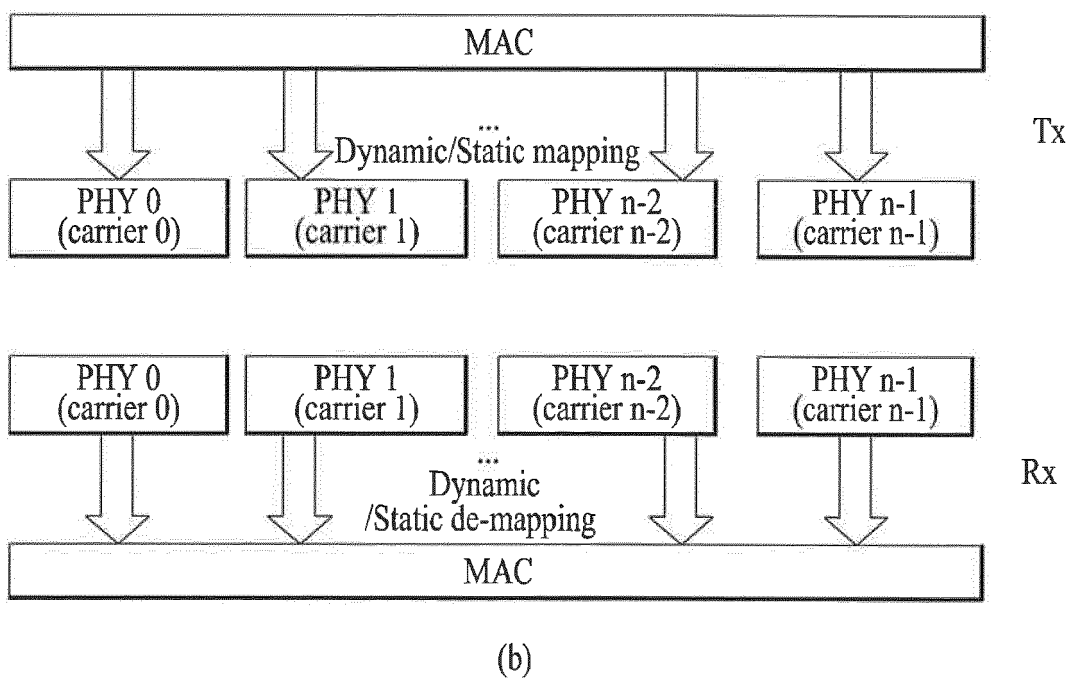 MAC
Tx
...
Dynamic/Static mapping
PHY 0
(carrier 0)
PHY 1
(carrier 1)
PHY n-2
(carrier n-2)
PHY n-1
(carrier n-1)
PHY 0
(carrier 0)
PHY 1
(carrier 1)
PHY n-2
(carrier n-2)
PHY n-1
(carrier n-1)
...
Dynamic
/Static de-mapping
Rx
MAC
(b)